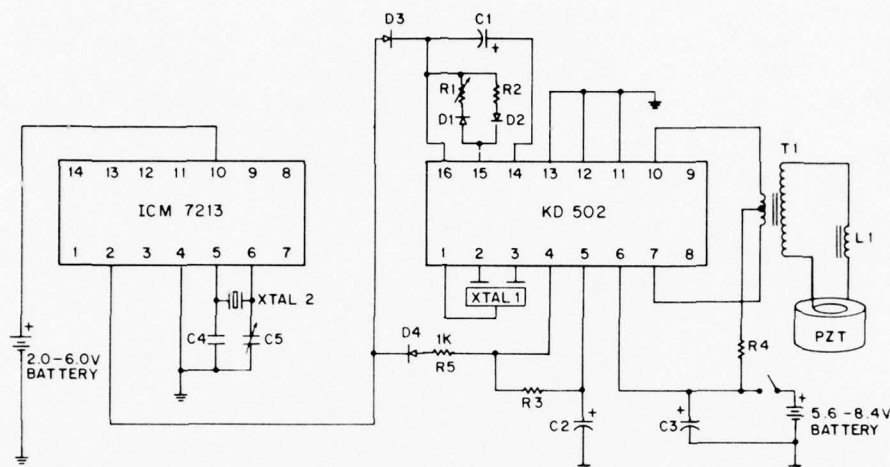 D3
C1
+
R1
R2
D1
D2
T1
14 13 12 11 10 9 8
ICM 7213
1 2 3 4 5 6 7
16 15 14 13 12 11 10 9
KD 502
1 2 3 4 5 6 7 8
L1
XTAL 2
XTAL 1
PZT
C4
C5
D4
1K
R5
R4
+
2.0-6.0V
BATTERY
R3
+
C2
+
C3
+
5.6-8.4V
BATTERY